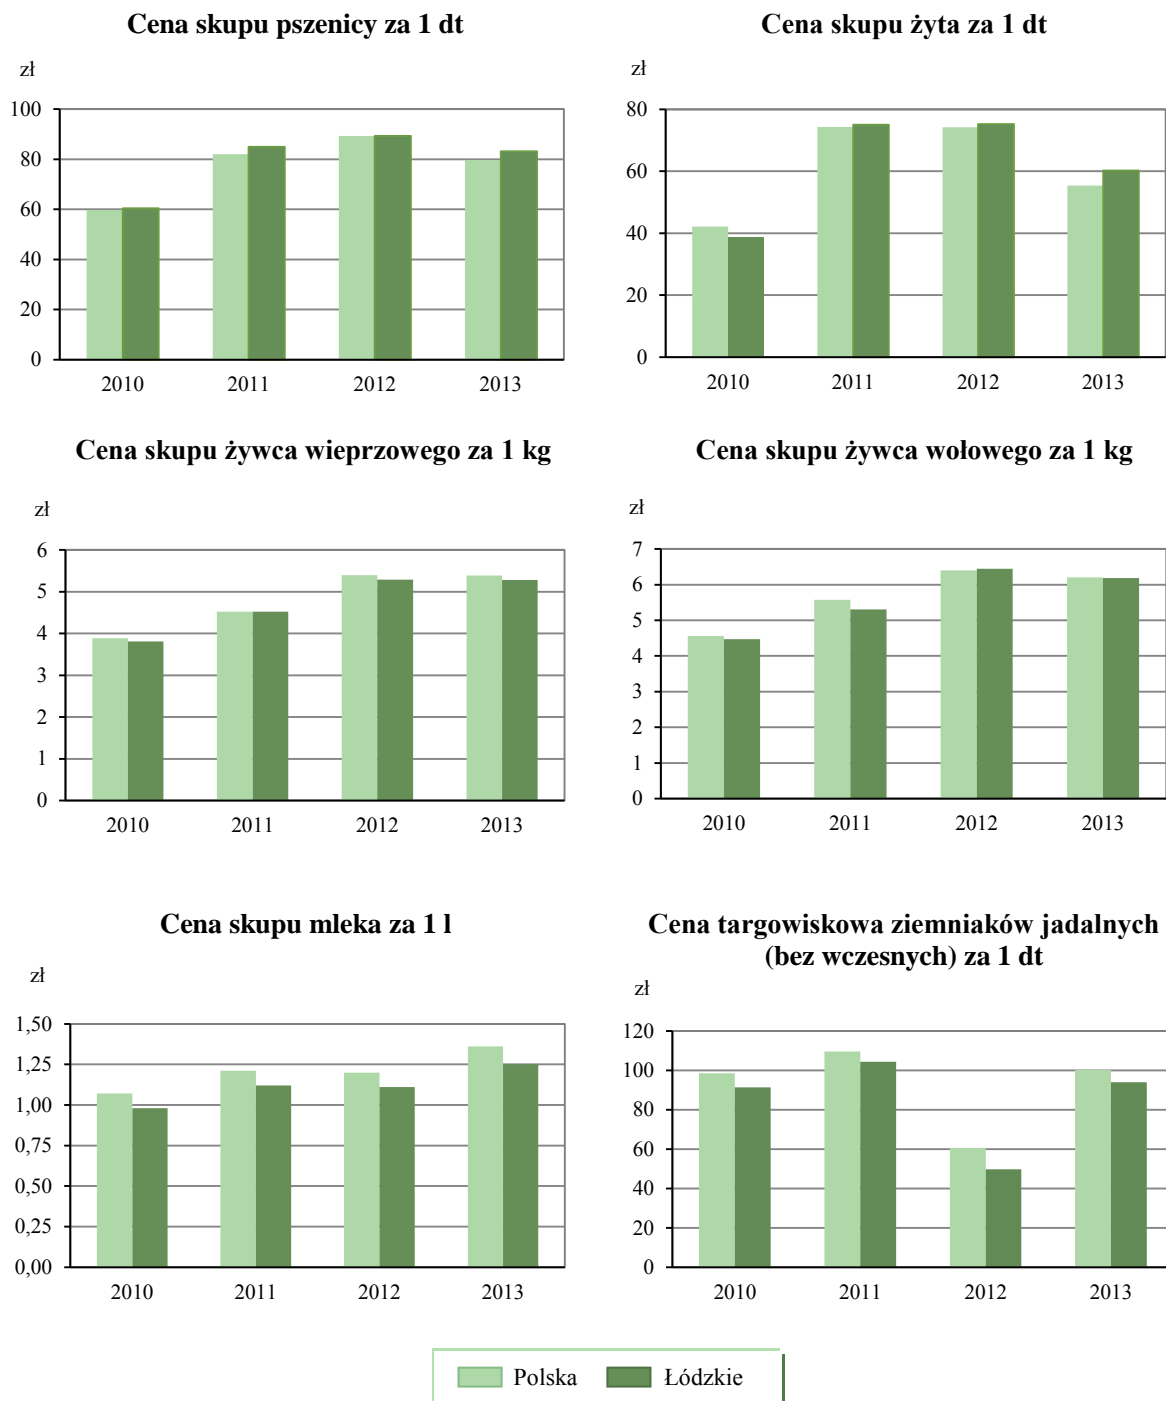 Cena skupu pszenicy za 1 dt
zł
100
80
60
40
20
0
2010 2011 2012 2013
Cena skupu żyta za 1 dt
zł
80
60
40
20
0
2010 2011 2012 2013
Cena skupu żywca wieprzowego za 1 kg
zł
6
5
4
3
2
1
0
2010 2011 2012 2013
Cena skupu żywca wołowego za 1 kg
zł
7
6
5
4
3
2
1
0
2010 2011 2012 2013
Cena skupu mleka za 1 l
zł
1,50
1,25
1,00
0,75
0,50
0,25
0,00
2010 2011 2012 2013
Cena targowiskowa ziemniaków jadalnych
(bez wczesnych) za 1 dt
zł
120
100
80
60
40
20
0
2010 2011 2012 2013
Polska Łódzkie